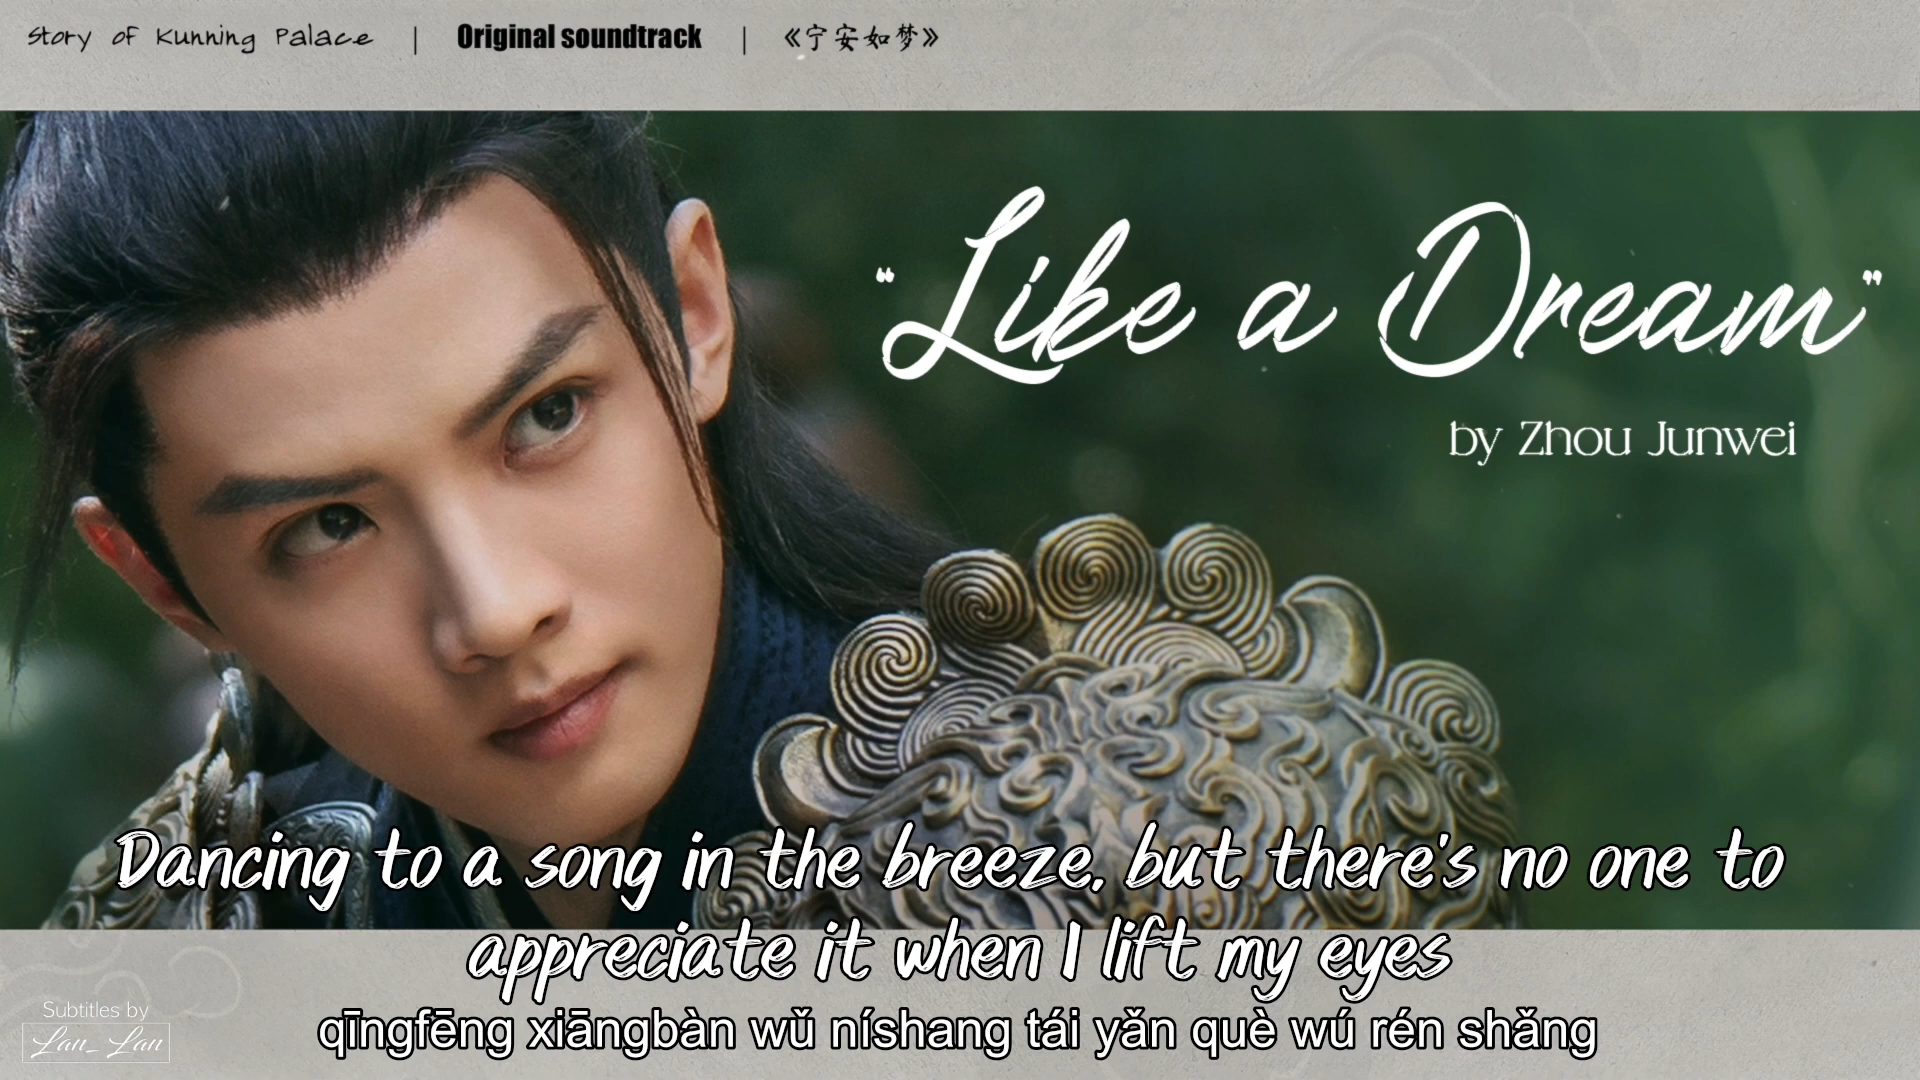 Story of Kunning Palace | Original soundtrack | 《宁安如梦》
"Like a Dream"
by Zhou Junwei
Dancing to a song in the breeze, but there's no one to
appreciate it when I lift my eyes
qīngfēng xiāngbàn wǔ níshang tái yǎn què wú rén shǎng
Subtitles by
Lau_Lau